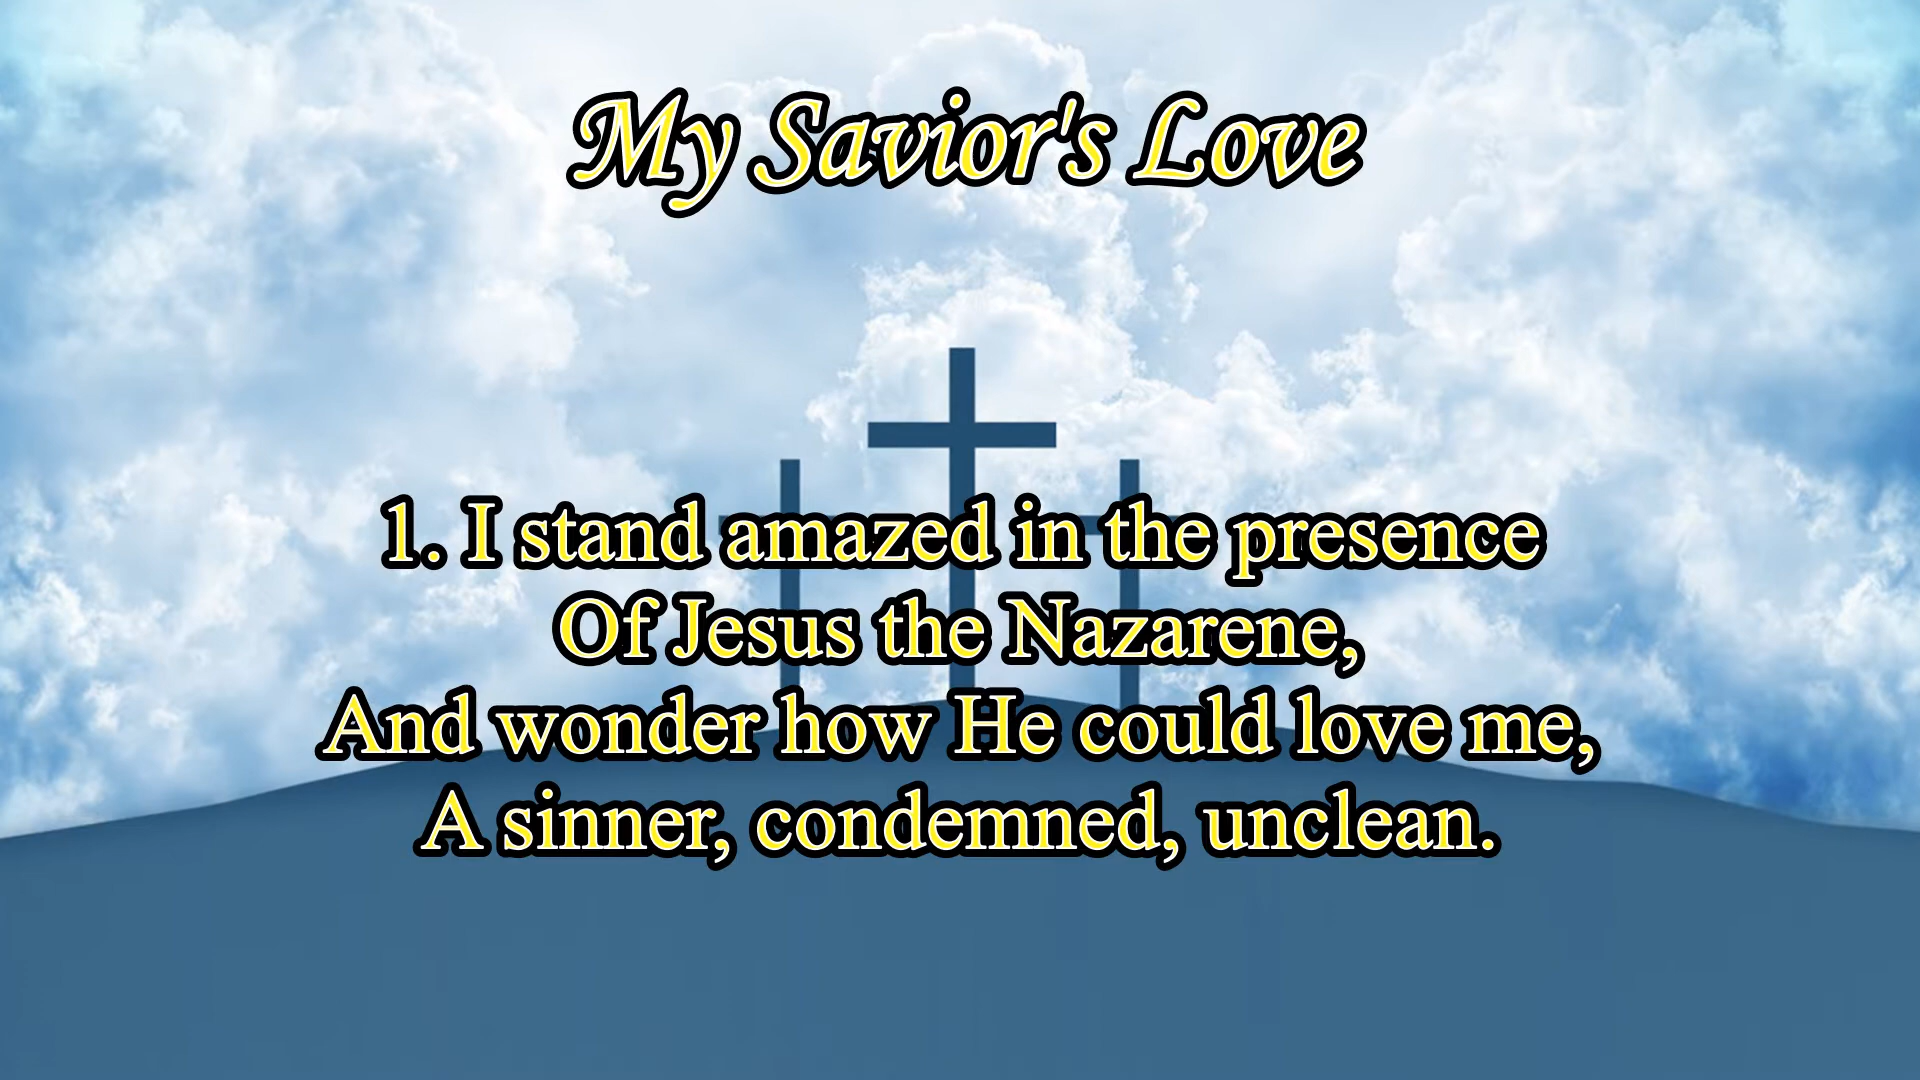 My Savior's Love
1. I stand amazed in the presence
Of Jesus the Nazarene,
And wonder how He could love me,
A sinner, condemned, unclean.